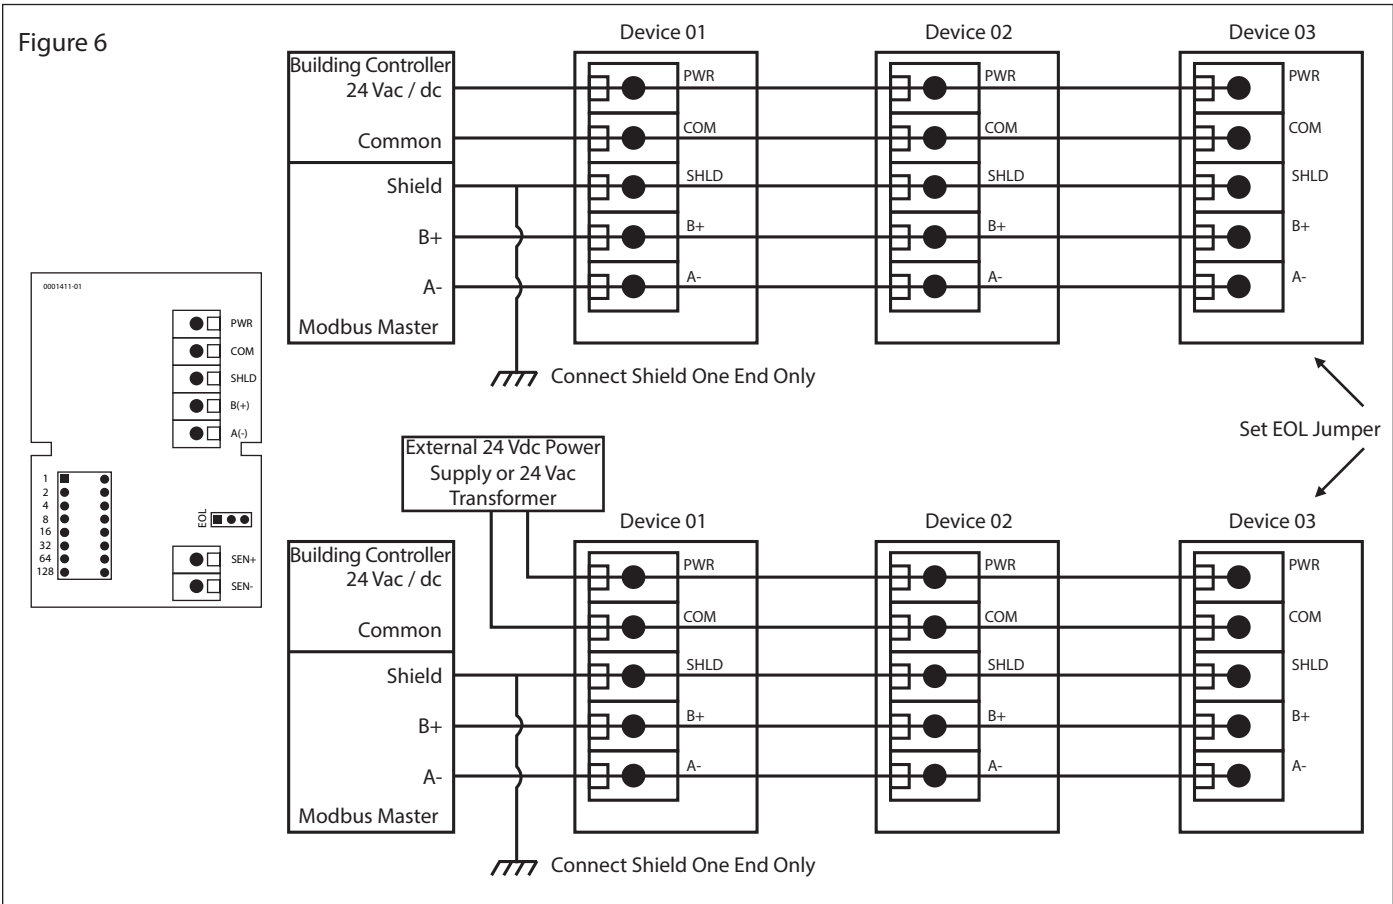 Figure 6
Device 01
Device 02
Device 03
Building Controller
24 Vac / dc
Common
Shield
B+
A-
Modbus Master
PWR
COM
SHLD
B+
A-
PWR
COM
SHLD
B+
A-
PWR
COM
SHLD
B+
A-
Connect Shield One End Only
Set EOL Jumper
0001411-01
PWR
COM
SHLD
B(+)
A(-)
1
2
4
8
16
32
64
128
EOL
SEN+
SEN-
External 24 Vdc Power
Supply or 24 Vac
Transformer
Device 01
Device 02
Device 03
Building Controller
24 Vac / dc
Common
Shield
B+
A-
Modbus Master
PWR
COM
SHLD
B+
A-
PWR
COM
SHLD
B+
A-
PWR
COM
SHLD
B+
A-
Connect Shield One End Only